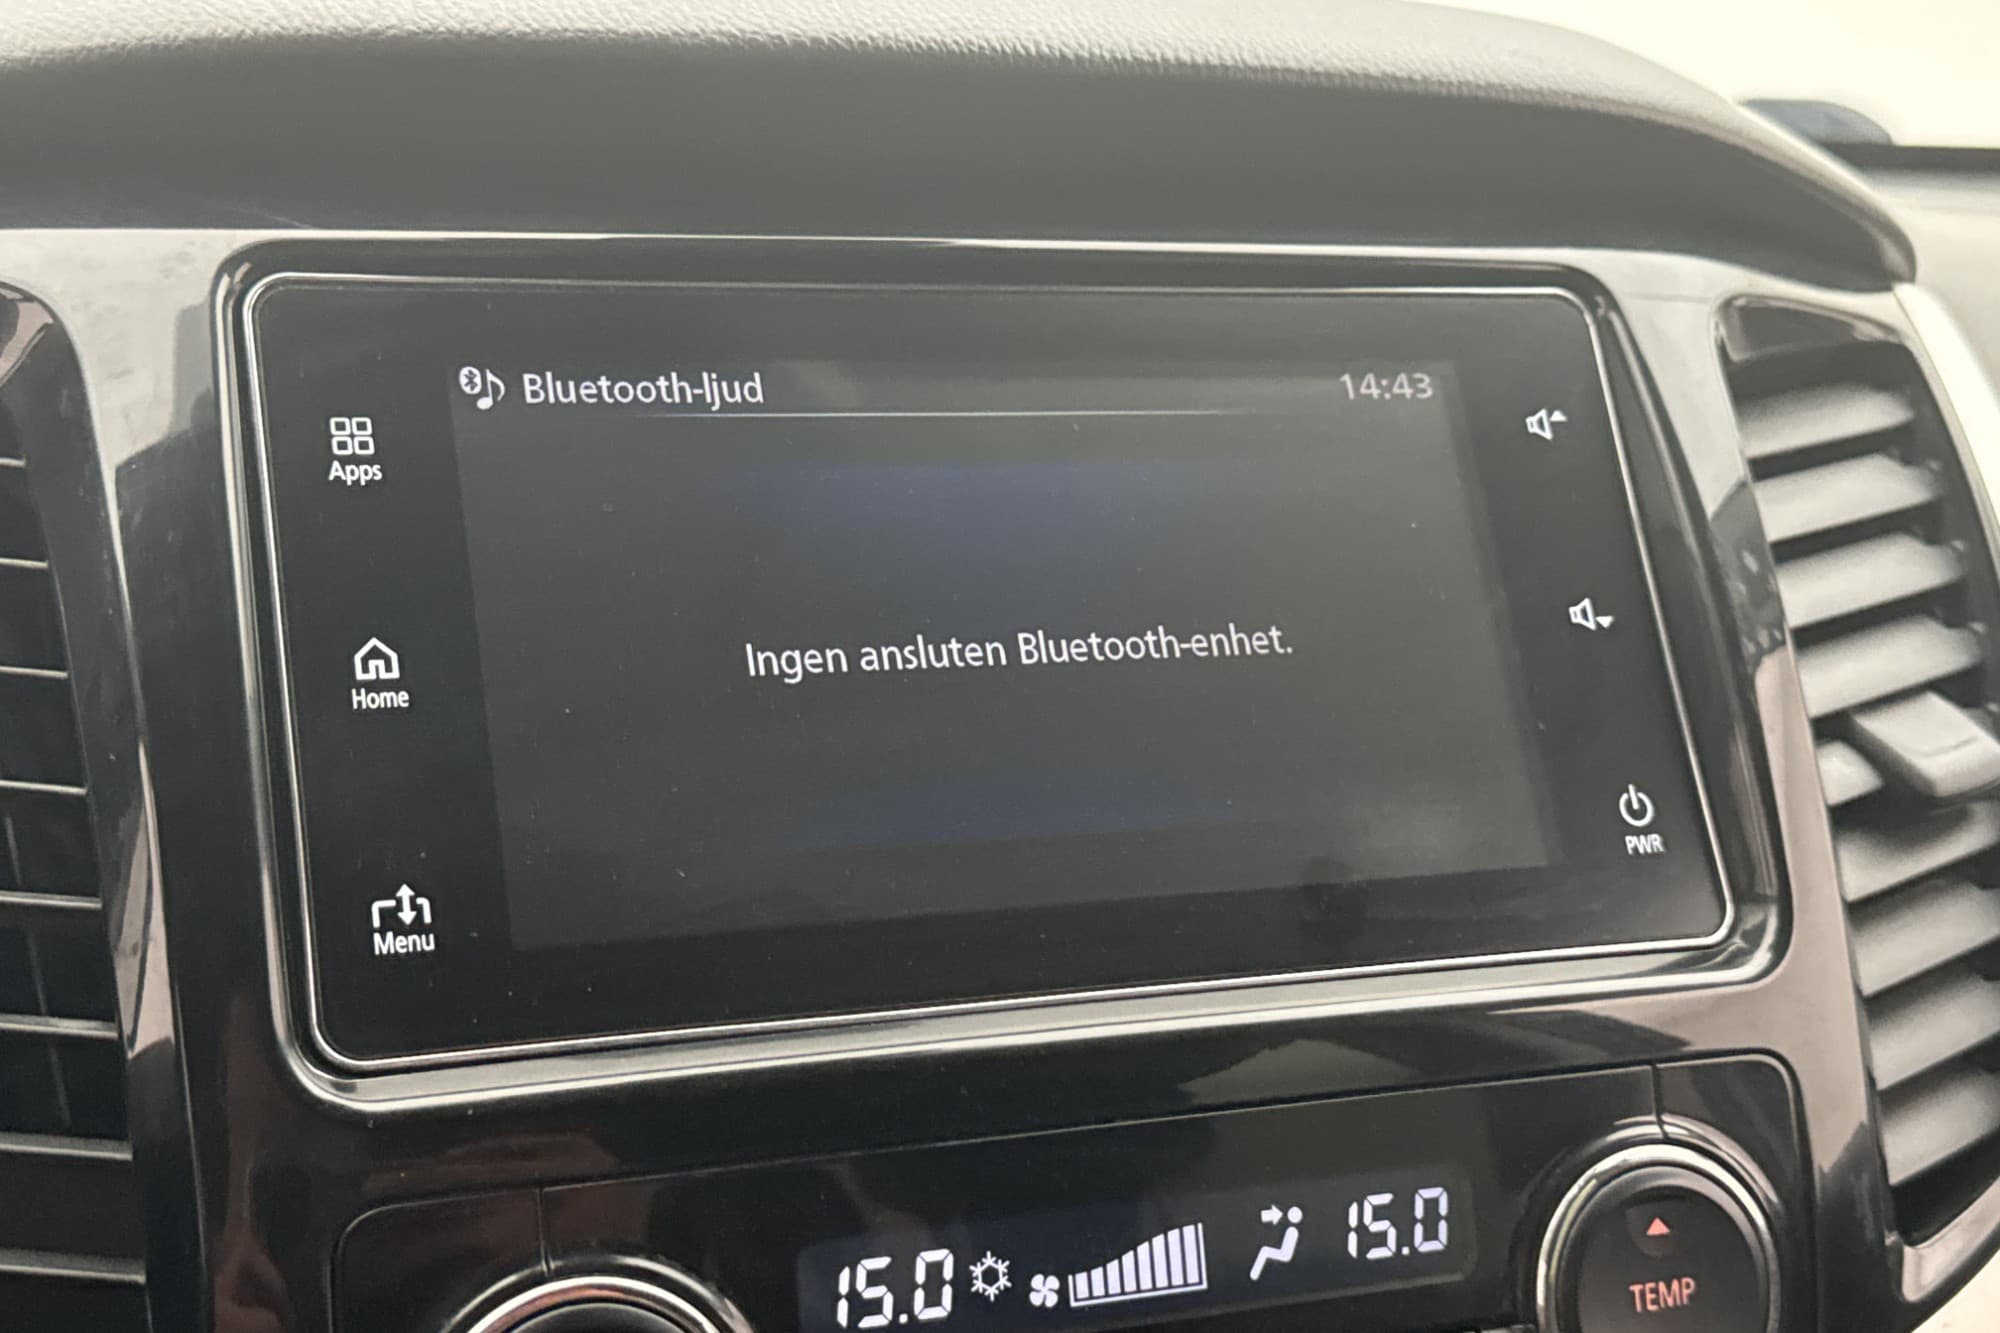 Bluetooth-ljud
14:43
Apps
Ingen ansluten Bluetooth-enhet.
Home
PWR
Menu
15.0
15.0
TEMP